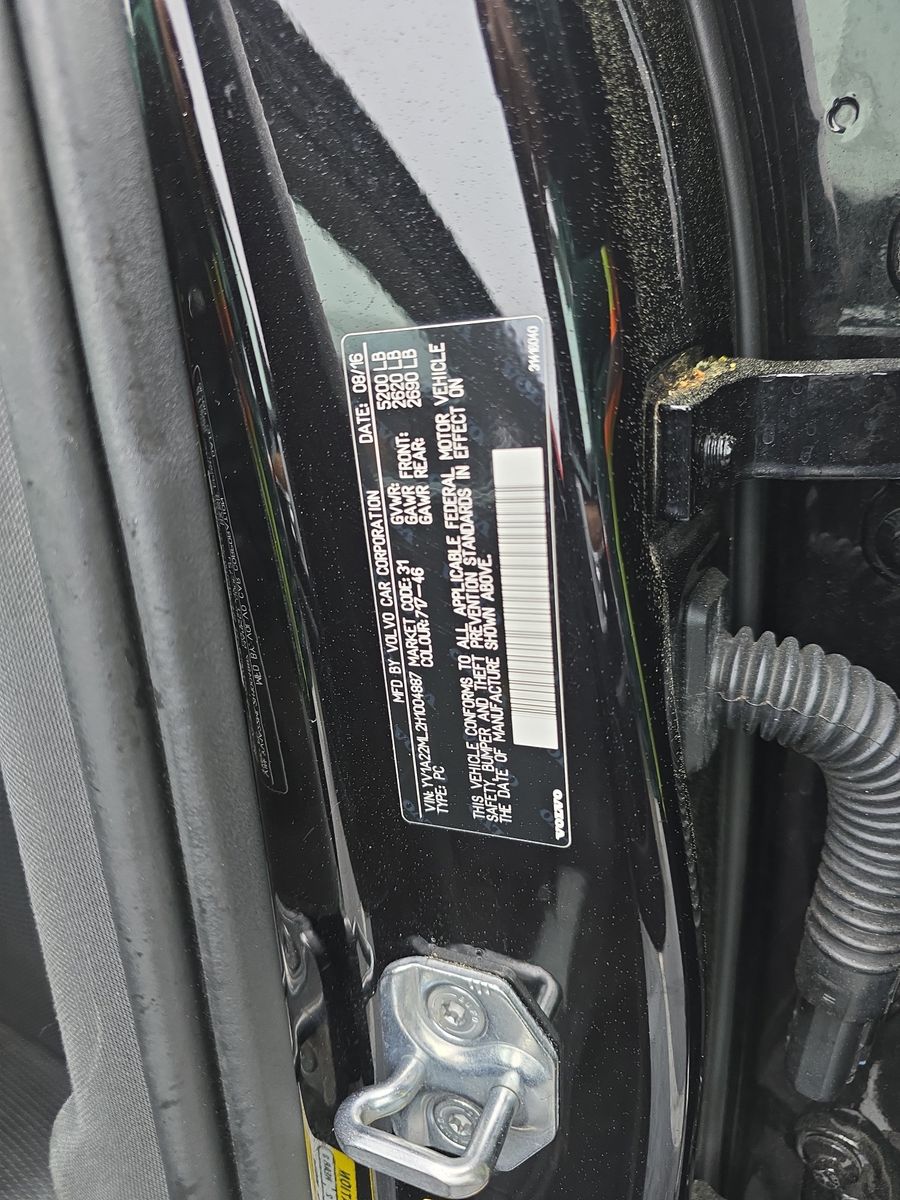 MFD BY VOLVO CAR CORPORATION DATE: 08/16
VIN: YV1A22ML2H1004887 MARKET CODE: 31 GVWR: 5200 LB
TYPE: PC COLOUR: 717-46 GAWR FRONT: 2620 LB
GAWR REAR: 2690 LB
THIS VEHICLE CONFORMS TO ALL APPLICABLE FEDERAL MOTOR VEHICLE
SAFETY, BUMPER AND THEFT PREVENTION STANDARDS IN EFFECT ON
THE DATE OF MANUFACTURE SHOWN ABOVE.
VOLVO 31416040